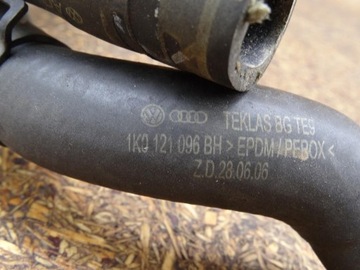 TEKLAS BG TE9
1K0 121 096 BH > EPDM / PEROX <
Z.D.28.06.06